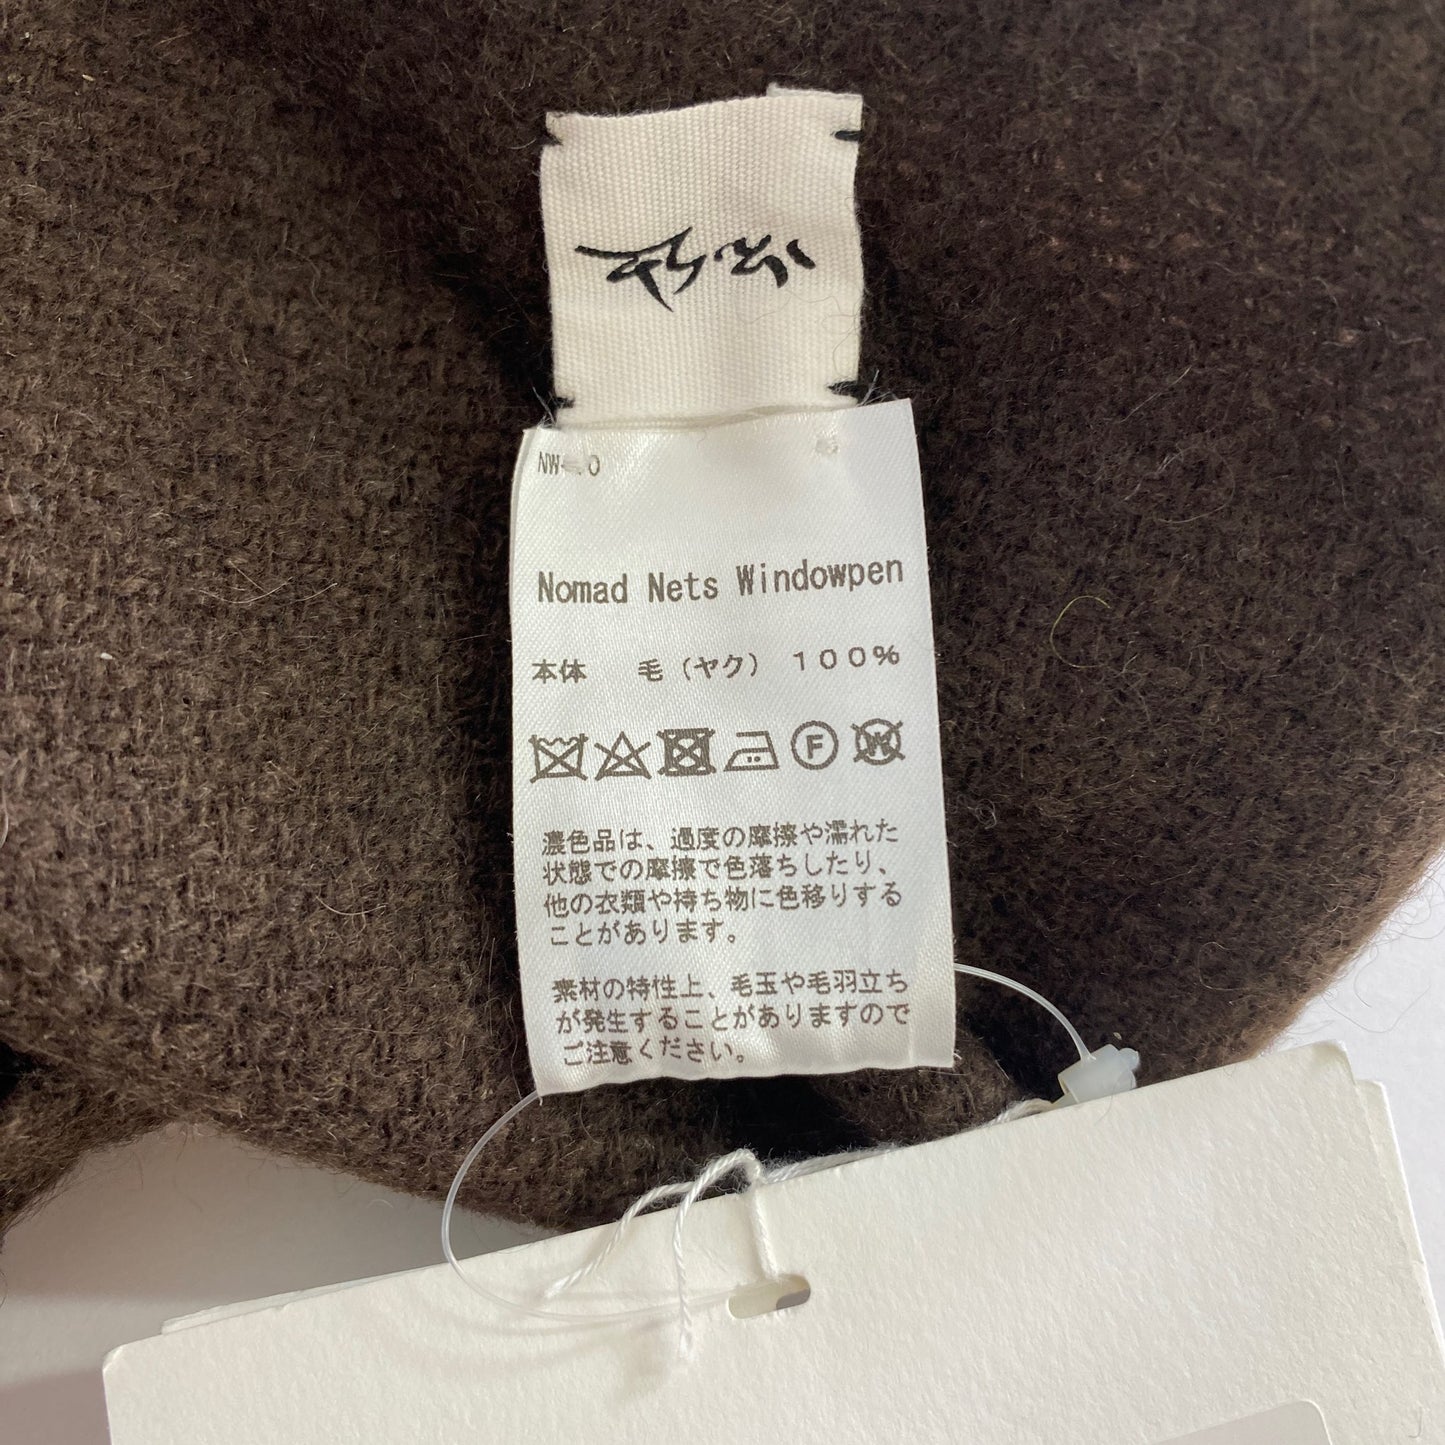 Nomad Nets Windowpen
本体 毛（ヤク） １００％
F
W
濃色品は、過度の摩擦や濡れた
状態での摩擦で色落ちしたり、
他の衣類や持ち物に色移りする
ことがあります。
素材の特性上、毛玉や毛羽立ち
が発生することがありますので
ご注意ください。